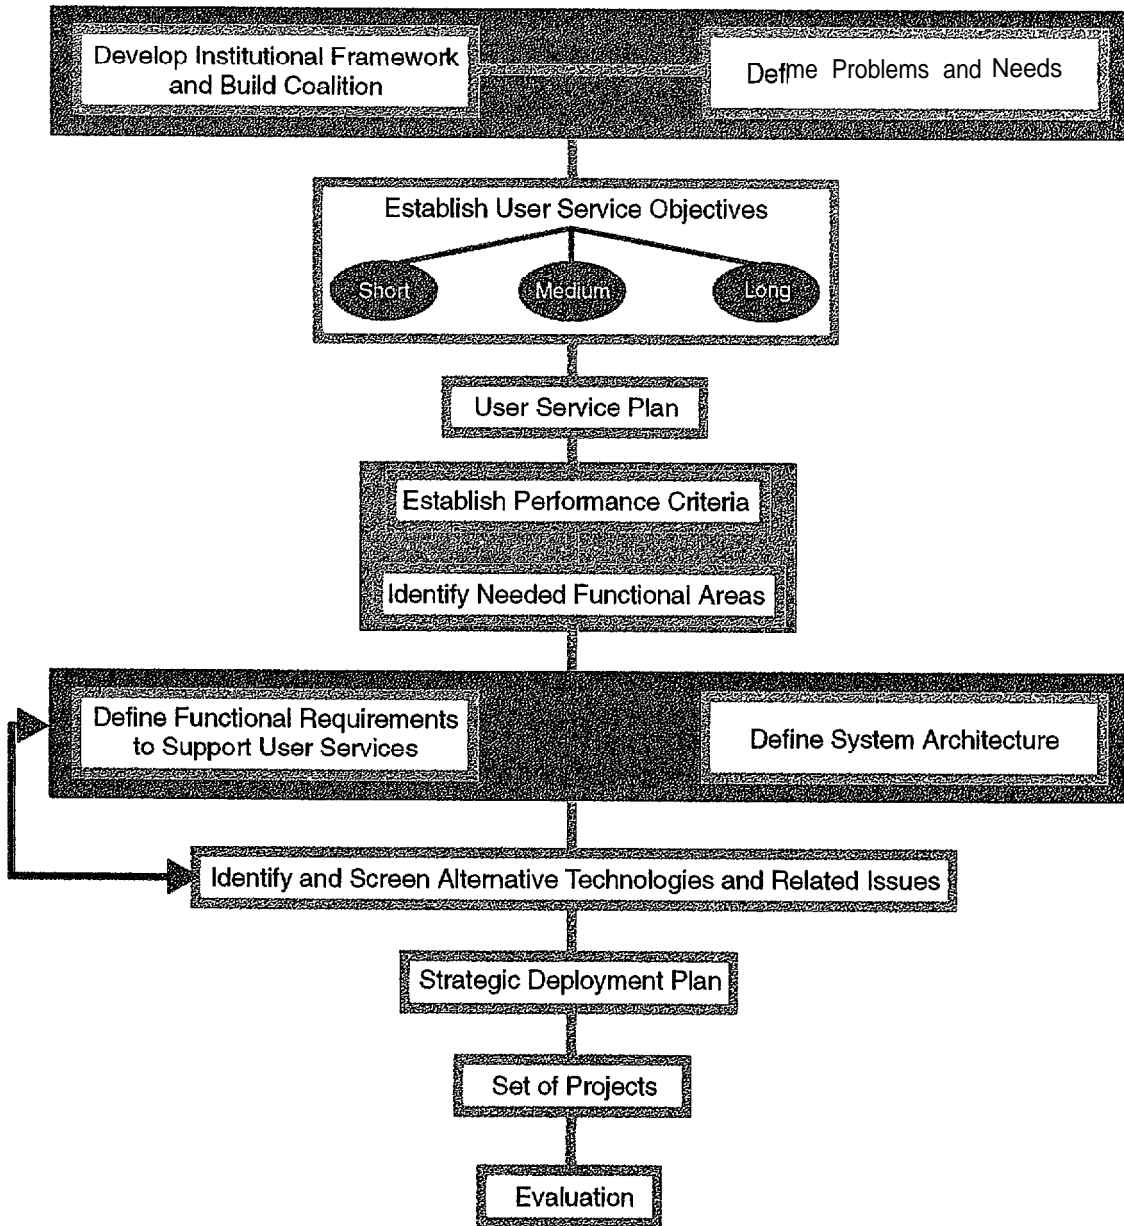 Develop Institutional Framework
and Build Coalition
Defme Problems and Needs
Establish User Service Objectives
Short
Medium
Long
User Service Plan
Establish Performance Criteria
Identify Needed Functional Areas
Define Functional Requirements
to Support User Services
Define System Architecture
Identify and Screen Alternative Technologies and Related Issues
Strategic Deployment Plan
Set of Projects
Evaluation